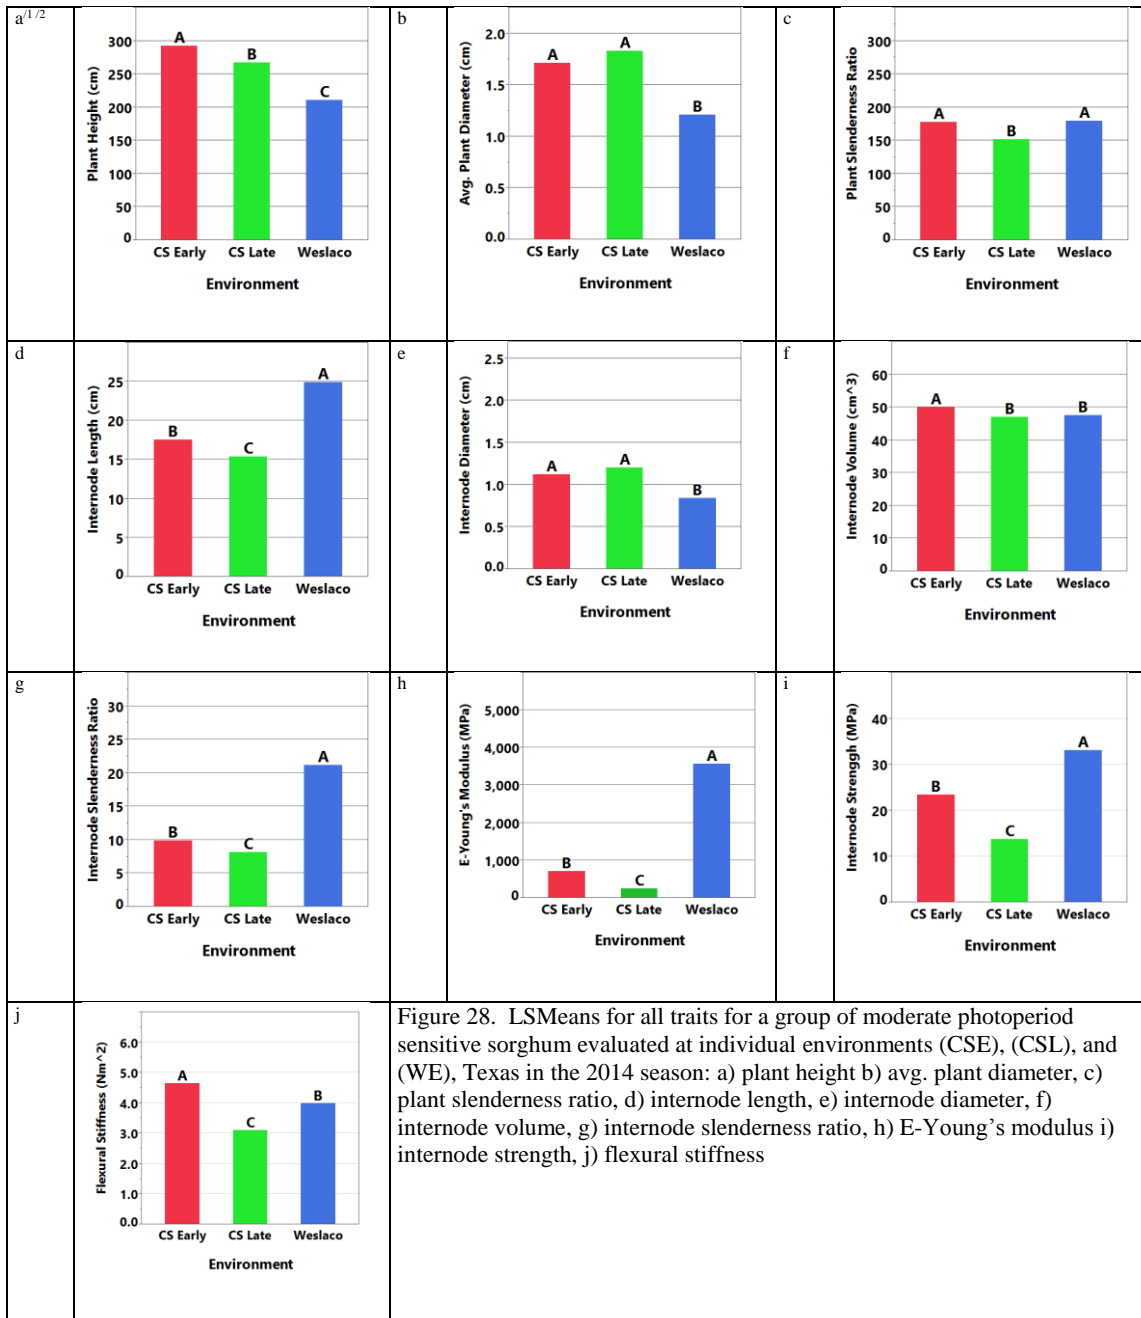 a/1 /2
A
B
C
300
250
200
150
100
50
0
Plant Height (cm)
CS Early CS Late Weslaco
Environment
b
A
A
B
2.0
1.5
1.0
0.5
0.0
Avg. Plant Diameter (cm)
CS Early CS Late Weslaco
Environment
c
A
B
A
300
250
200
150
100
50
0
Plant Slenderness Ratio
CS Early CS Late Weslaco
Environment
d
B
C
A
25
20
15
10
5
0
Internode Length (cm)
CS Early CS Late Weslaco
Environment
e
A
A
B
2.5
2.0
1.5
1.0
0.5
0.0
Internode Diameter (cm)
CS Early CS Late Weslaco
Environment
f
A
B
B
60
50
40
30
20
10
0
Internode Volume (cm^3)
CS Early CS Late Weslaco
Environment
g
B
C
A
30
25
20
15
10
5
0
Internode Slenderness Ratio
CS Early CS Late Weslaco
Environment
h
B
C
A
5,000
4,000
3,000
2,000
1,000
0
E-Young's Modulus (MPa)
CS Early CS Late Weslaco
Environment
i
B
C
A
40
30
20
10
0
Internode Strenggh (MPa)
CS Early CS Late Weslaco
Environment
j
A
C
B
6.0
5.0
4.0
3.0
2.0
1.0
0.0
Flexural Stiffness (Nm^2)
CS Early CS Late Weslaco
Environment
Figure 28. LSMeans for all traits for a group of moderate photoperiod
sensitive sorghum evaluated at individual environments (CSE), (CSL), and
(WE), Texas in the 2014 season: a) plant height b) avg. plant diameter, c)
plant slenderness ratio, d) internode length, e) internode diameter, f)
internode volume, g) internode slenderness ratio, h) E-Young's modulus i)
internode strength, j) flexural stiffness